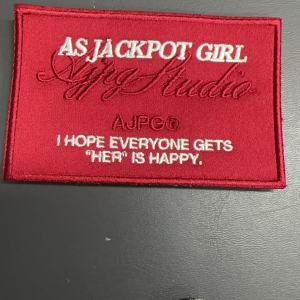 AS JACKPOT GIRL
Ajpg Studio
AJPG®
I HOPE EVERYONE GETS
"HER" IS HAPPY.